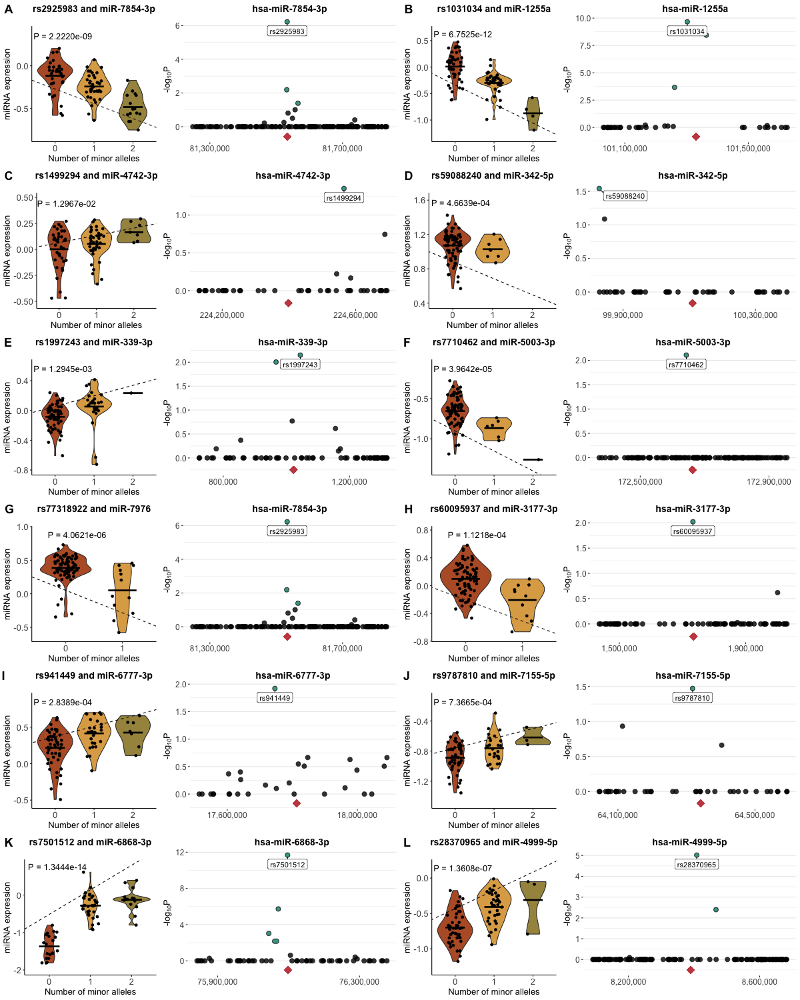 A
rs2925983 and miR-7854-3p
hsa-miR-7854-3p
P = 2.2220e-09
miRNA expression
0.0
-0.5
0
1
2
Number of minor alleles
-log10P
6
4
2
0
rs2925983
81,300,000
81,700,000
B
rs1031034 and miR-1255a
hsa-miR-1255a
P = 6.7525e-12
miRNA expression
0.5
0.0
-0.5
-1.0
0
1
2
Number of minor alleles
-log10P
10.0
7.5
5.0
2.5
0.0
rs1031034
101,100,000
101,500,000
C
rs1499294 and miR-4742-3p
hsa-miR-4742-3p
P = 1.2967e-02
miRNA expression
0.50
0.25
0.00
-0.25
-0.50
0
1
2
Number of minor alleles
-log10P
1.0
0.5
0.0
rs1499294
224,200,000
224,600,000
D
rs59088240 and miR-342-5p
hsa-miR-342-5p
P = 4.6639e-04
miRNA expression
1.6
1.2
0.8
0.4
0
1
2
Number of minor alleles
-log10P
1.5
1.0
0.5
0.0
rs59088240
99,900,000
100,300,000
E
rs1997243 and miR-339-3p
hsa-miR-339-3p
P = 1.2945e-03
miRNA expression
0.4
0.0
-0.4
-0.8
0
1
2
Number of minor alleles
-log10P
2.0
1.5
1.0
0.5
0.0
rs1997243
800,000
1,200,000
F
rs7710462 and miR-5003-3p
hsa-miR-5003-3p
P = 3.9642e-05
miRNA expression
-0.5
-1.0
0
1
2
Number of minor alleles
-log10P
2.0
1.5
1.0
0.5
0.0
rs7710462
172,500,000
172,900,000
G
rs77318922 and miR-7976
hsa-miR-7854-3p
P = 4.0621e-06
miRNA expression
1.0
0.5
0.0
-0.5
0
1
Number of minor alleles
-log10P
6
4
2
0
rs2925983
81,300,000
81,700,000
H
rs60095937 and miR-3177-3p
hsa-miR-3177-3p
P = 1.1218e-04
miRNA expression
0.8
0.4
0.0
-0.4
-0.8
0
1
Number of minor alleles
-log10P
2.0
1.5
1.0
0.5
0.0
rs60095937
1,500,000
1,900,000
I
rs941449 and miR-6777-3p
hsa-miR-6777-3p
P = 2.8389e-04
miRNA expression
0.5
0.0
-0.5
0
1
2
Number of minor alleles
-log10P
2.0
1.5
1.0
0.5
0.0
rs941449
17,600,000
18,000,000
J
rs9787810 and miR-7155-5p
hsa-miR-7155-5p
P = 7.3665e-04
miRNA expression
-0.4
-0.8
-1.2
0
1
2
Number of minor alleles
-log10P
1.5
1.0
0.5
0.0
rs9787810
64,100,000
64,500,000
K
rs7501512 and miR-6868-3p
hsa-miR-6868-3p
P = 1.3444e-14
miRNA expression
0
-1
-2
0
1
2
Number of minor alleles
-log10P
12
8
4
0
rs7501512
75,900,000
76,300,000
L
rs28370965 and miR-4999-5p
hsa-miR-4999-5p
P = 1.3608e-07
miRNA expression
0.0
-0.5
-1.0
0
1
2
Number of minor alleles
-log10P
5
4
3
2
1
0
rs28370965
8,200,000
8,600,000